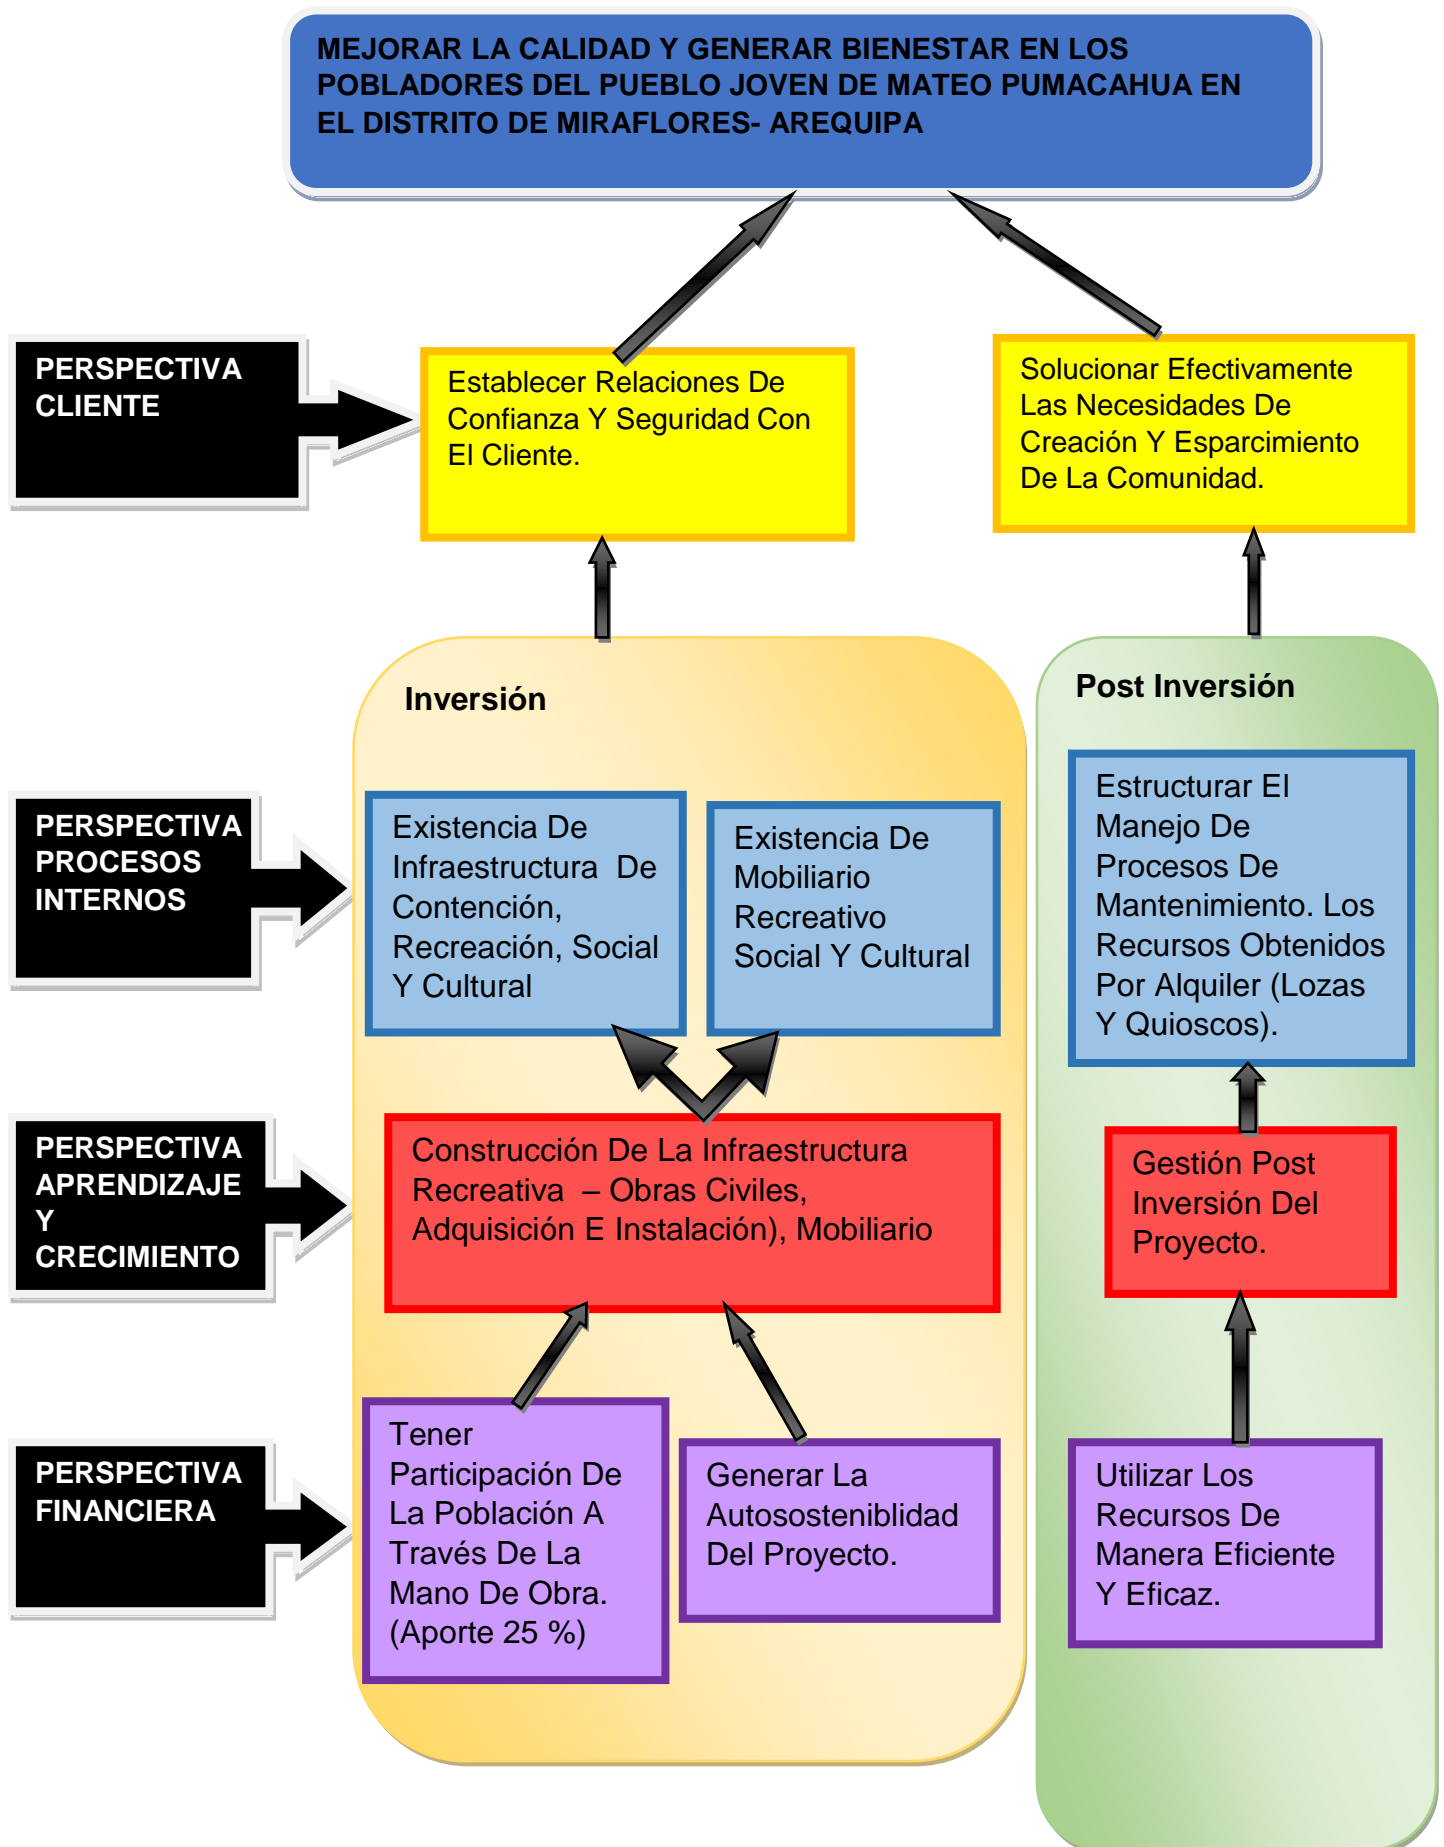 MEJORAR LA CALIDAD Y GENERAR BIENESTAR EN LOS
POBLADORES DEL PUEBLO JOVEN DE MATEO PUMACAHUA EN
EL DISTRITO DE MIRAFLORES- AREQUIPA
PERSPECTIVA
CLIENTE
Establecer Relaciones De
Confianza Y Seguridad Con
El Cliente.
Solucionar Efectivamente
Las Necesidades De
Creación Y Esparcimiento
De La Comunidad.
Inversión
Post Inversión
PERSPECTIVA
PROCESOS
INTERNOS
Existencia De
Infraestructura De
Contención,
Recreación, Social
Y Cultural
Existencia De
Mobiliario
Recreativo
Social Y Cultural
Estructurar El
Manejo De
Procesos De
Mantenimiento. Los
Recursos Obtenidos
Por Alquiler (Lozas
Y Quioscos).
PERSPECTIVA
APRENDIZAJE
Y
CRECIMIENTO
Construcción De La Infraestructura
Recreativa – Obras Civiles,
Adquisición E Instalación), Mobiliario
Gestión Post
Inversión Del
Proyecto.
PERSPECTIVA
FINANCIERA
Tener
Participación De
La Población A
Través De La
Mano De Obra.
(Aporte 25 %)
Generar La
Autososteniblidad
Del Proyecto.
Utilizar Los
Recursos De
Manera Eficiente
Y Eficaz.